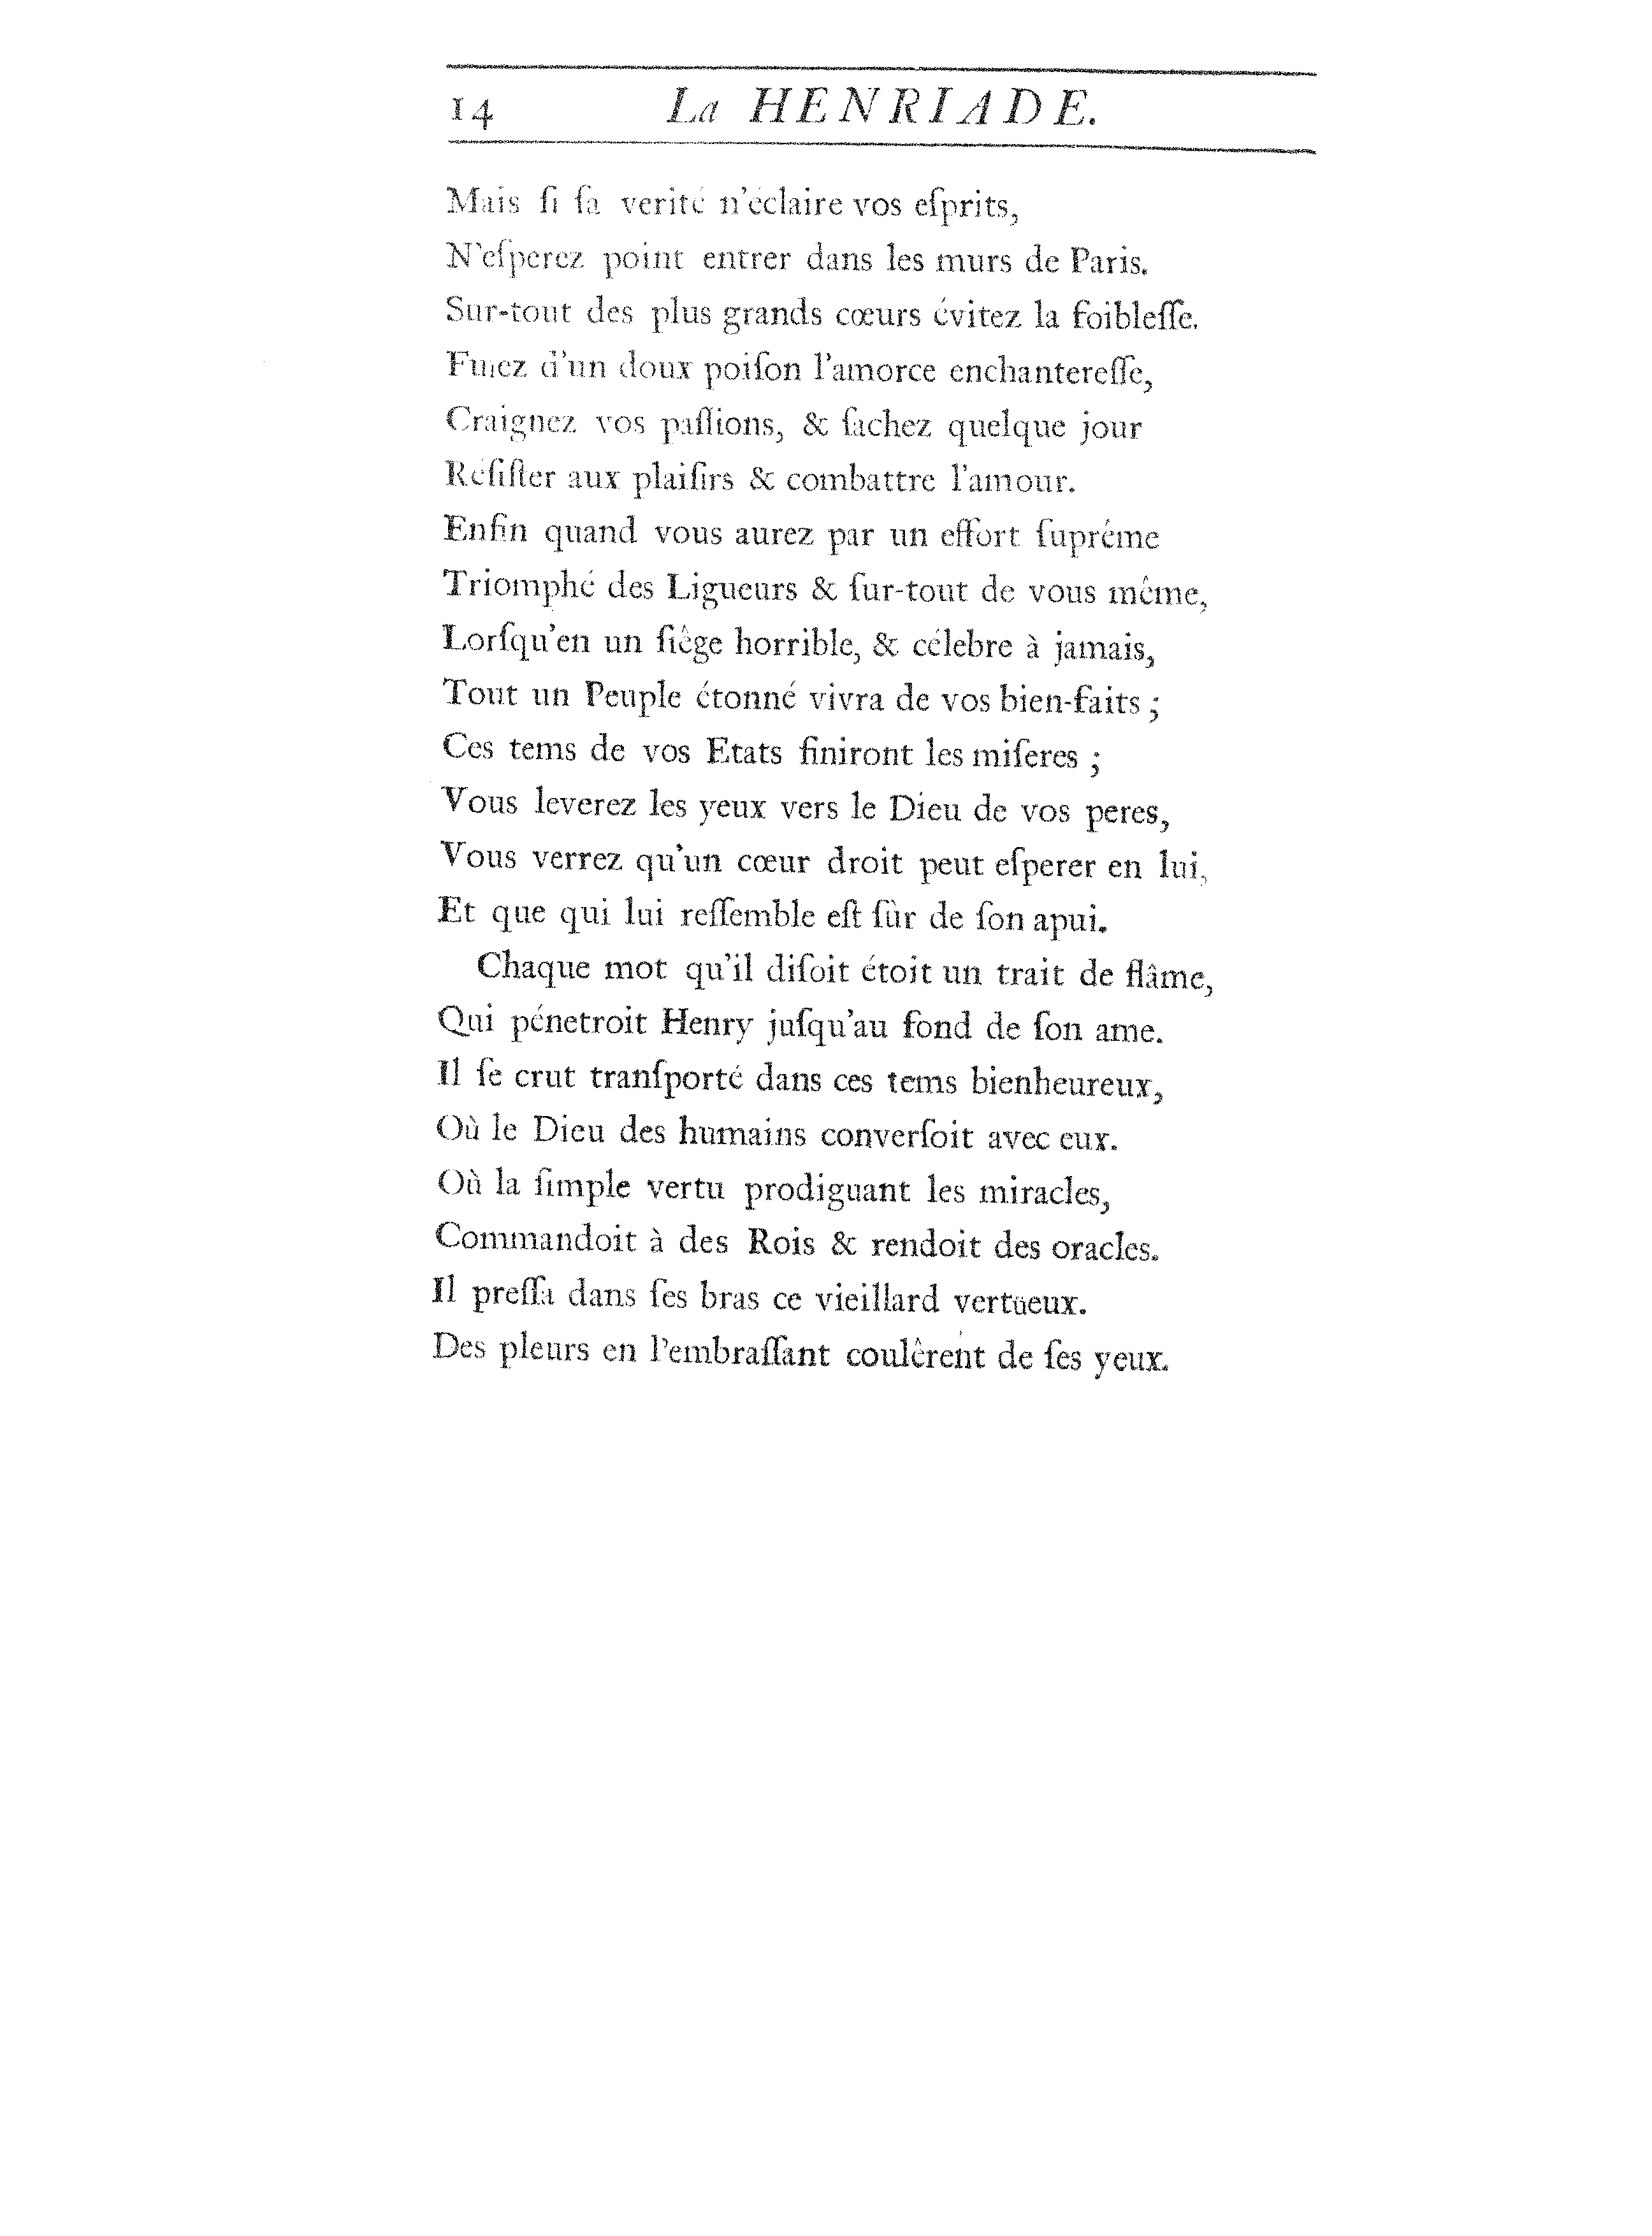 14 La HENRIADE.
Mais ſi ſa verité n'éclaire vos eſprits,
N'eſperez point entrer dans les murs de Paris.
Sur-tout des plus grands cœurs évitez la foibleſſe.
Fuïez d'un doux poiſon l'amorce enchantereſſe,
Craignez vos paſſions, & ſachez quelque jour
Réſiſter aux plaiſirs & combattre l'amour.
Enfin quand vous aurez par un effort ſupréme
Triomphé des Ligueurs & ſur-tout de vous même,
Lorſqu'en un ſiêge horrible, & célebre à jamais,
Tout un Peuple étonné vivra de vos bien-faits ;
Ces tems de vos Etats finiront les miſeres ;
Vous leverez les yeux vers le Dieu de vos peres,
Vous verrez qu'un cœur droit peut eſperer en lui,
Et que qui lui reſſemble eſt ſûr de ſon apui.
Chaque mot qu'il diſoit étoit un trait de flâme,
Qui pénetroit Henry juſqu'au fond de ſon ame.
Il ſe crut tranſporté dans ces tems bienheureux,
Où le Dieu des humains converſoit avec eux.
Où la ſimple vertu prodiguant les miracles,
Commandoit à des Rois & rendoit des oracles.
Il preſſa dans ſes bras ce vieillard vertueux.
Des pleurs en l'embraſſant coulêrent de ſes yeux.